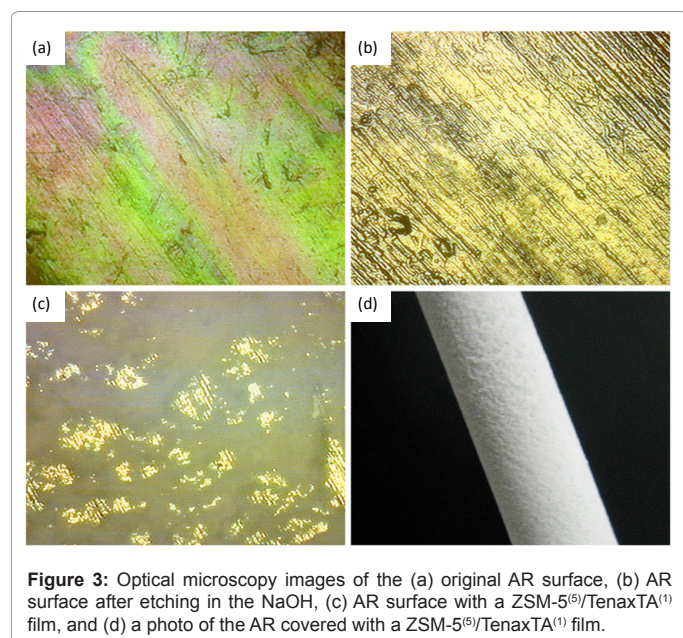 (a)
(b)
(c)
(d)
Figure 3: Optical microscopy images of the (a) original AR surface, (b) AR
surface after etching in the NaOH, (c) AR surface with a ZSM-5⁽⁵⁾/TenaxTA⁽¹⁾
film, and (d) a photo of the AR covered with a ZSM-5⁽⁵⁾/TenaxTA⁽¹⁾ film.